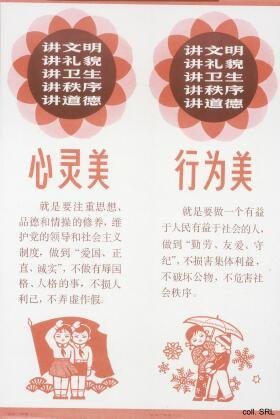 讲文明
讲礼貌
讲卫生
讲秩序
讲道德
心灵美
就是要注重思想、
品德和情操的修养，维
护党的领导和社会主义
制度，做到“爱国、正
直、诚实”，不做有辱国
格、人格的事，不损人
利己，不弄虚作假。
讲文明
讲礼貌
讲卫生
讲秩序
讲道德
行为美
就是要做一个有益
于人民有益于社会的人，
做到“勤劳、友爱、守
纪”，不损害集体利益，
不破坏公物，不危害社
会秩序。
coll. SRL